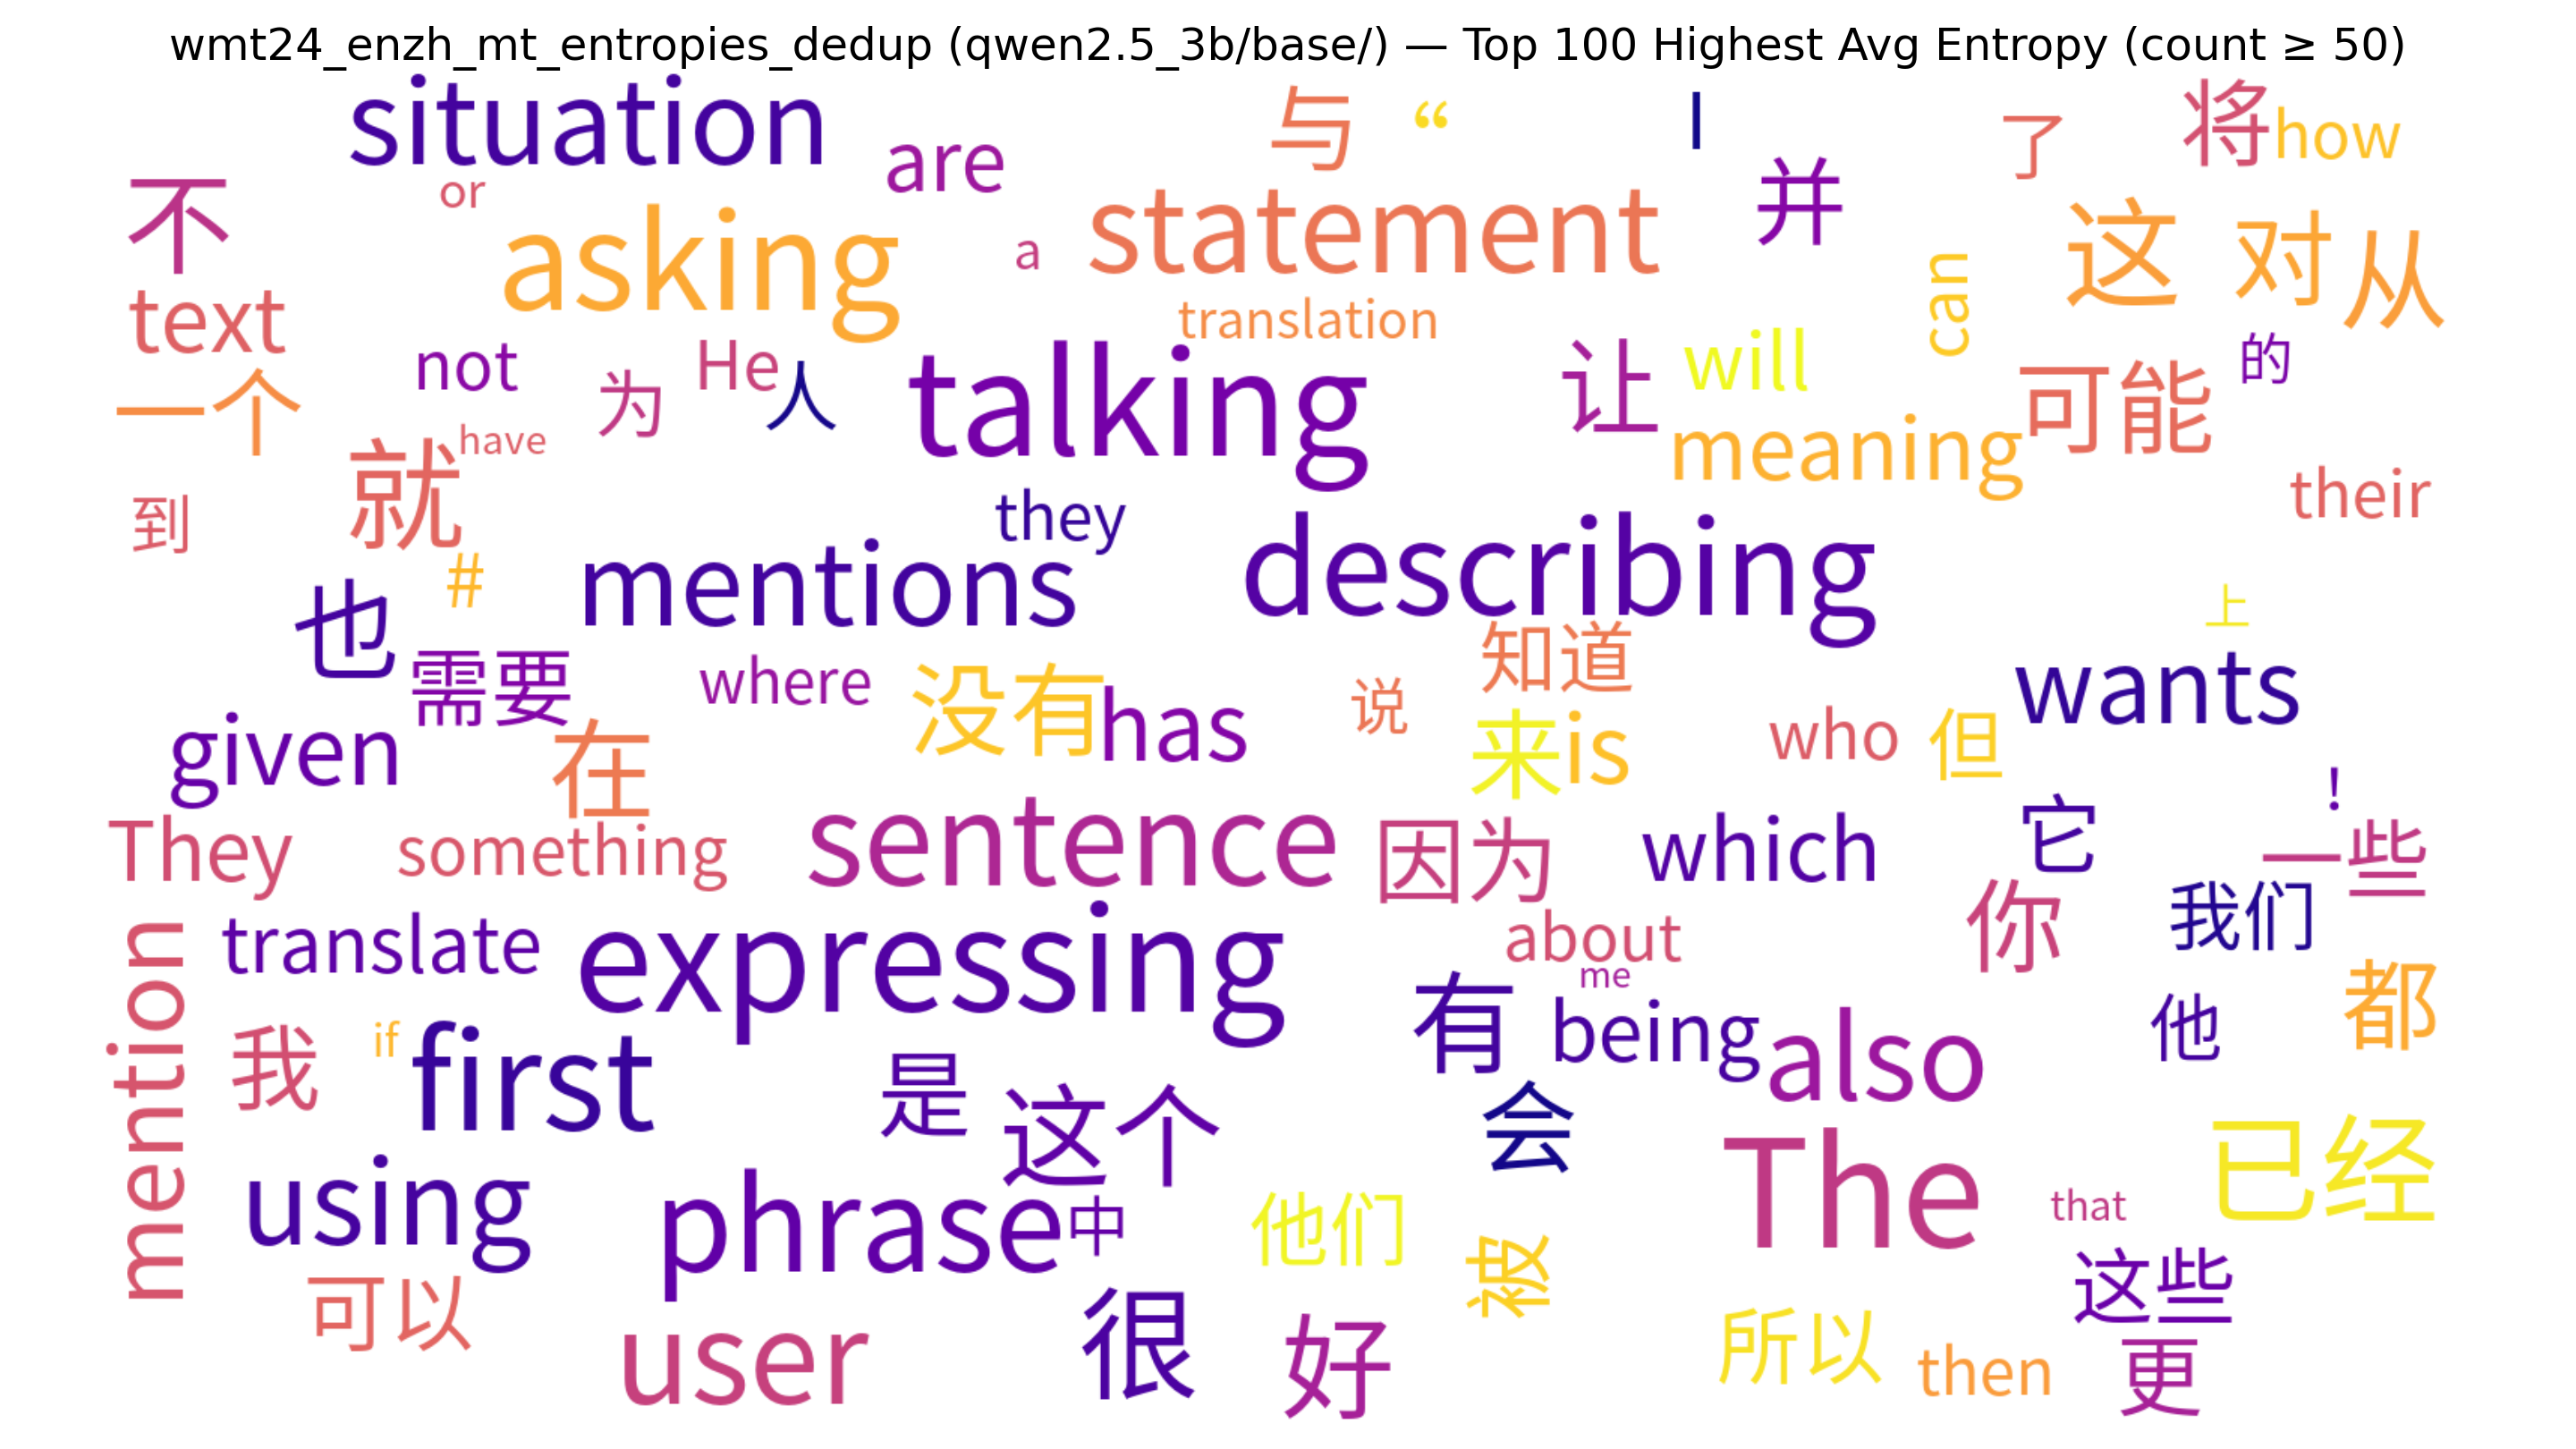 wmt24_enzh_mt_entropies_dedup (qwen2.5_3b/base/) — Top 100 Highest Avg Entropy (count ≥ 50)
situation
与
“
I
了
将
how
不
or
are
asking
a
statement
并
can
这
对
从
text
translation
not
为
He
人
talking
让
will
可能
的
一个
have
meaning
就
到
they
their
#
mentions
describing
上
也
需要
where
没有
has
说
知道
来
is
who
但
wants
given
在
!
They
something
sentence
因为
which
它
一些
你
我们
mention
translate
expressing
about
me
有
being
also
他
都
我
if
first
是
这个
会
The
that
已经
using
phrase
中
他们
被
这些
可以
user
很
好
所以
then
更